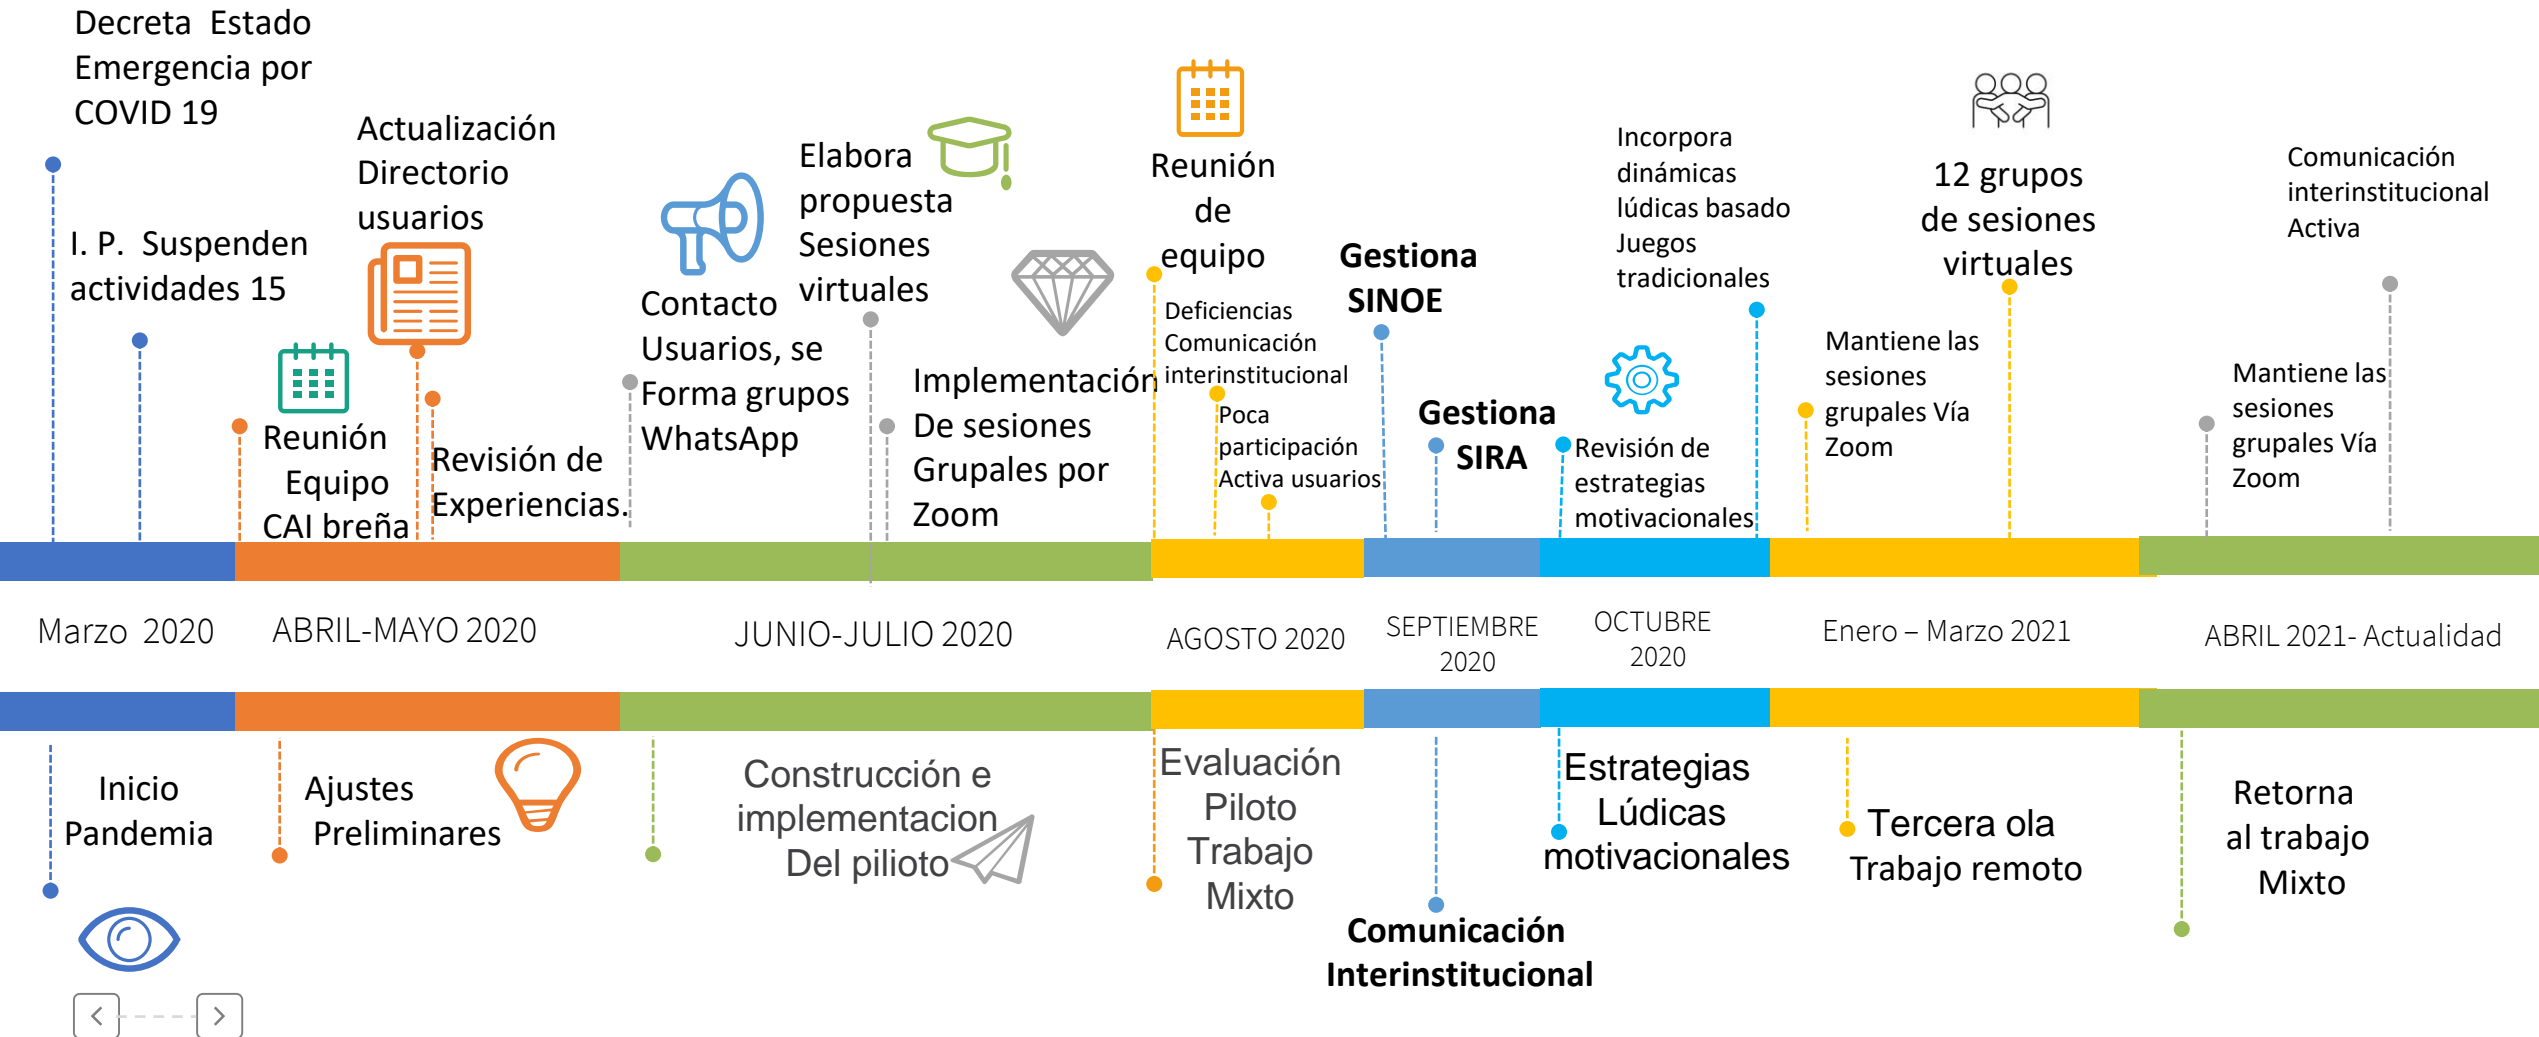 Decreta Estado
Emergencia por
COVID 19
I. P. Suspenden
actividades 15
Actualización
Directorio
usuarios
Reunión
Equipo
CAI breña
Revisión de
Experiencias.
Contacto
Usuarios, se
Forma grupos
WhatsApp
Elabora
propuesta
Sesiones
virtuales
Implementación
De sesiones
Grupales por
Zoom
Reunión
de
equipo
Deficiencias
Comunicación
interinstitucional
Poca
participación
Activa usuarios
Gestiona
SINOE
Gestiona
SIRA
Incorpora
dinámicas
lúdicas basado
Juegos
tradicionales
Revisión de
estrategias
motivacionales
12 grupos
de sesiones
virtuales
Mantiene las
sesiones
grupales Vía
Zoom
Comunicación
interinstitucional
Activa
Mantiene las
sesiones
grupales Vía
Zoom
Marzo 2020
ABRIL-MAYO 2020
JUNIO-JULIO 2020
AGOSTO 2020
SEPTIEMBRE
2020
OCTUBRE
2020
Enero – Marzo 2021
ABRIL 2021- Actualidad
Inicio
Pandemia
Ajustes
Preliminares
Construcción e
implementacion
Del pilioto
Evaluación
Piloto
Trabajo
Mixto
Comunicación
Interinstitucional
Estrategias
Lúdicas
motivacionales
Tercera ola
Trabajo remoto
Retorna
al trabajo
Mixto